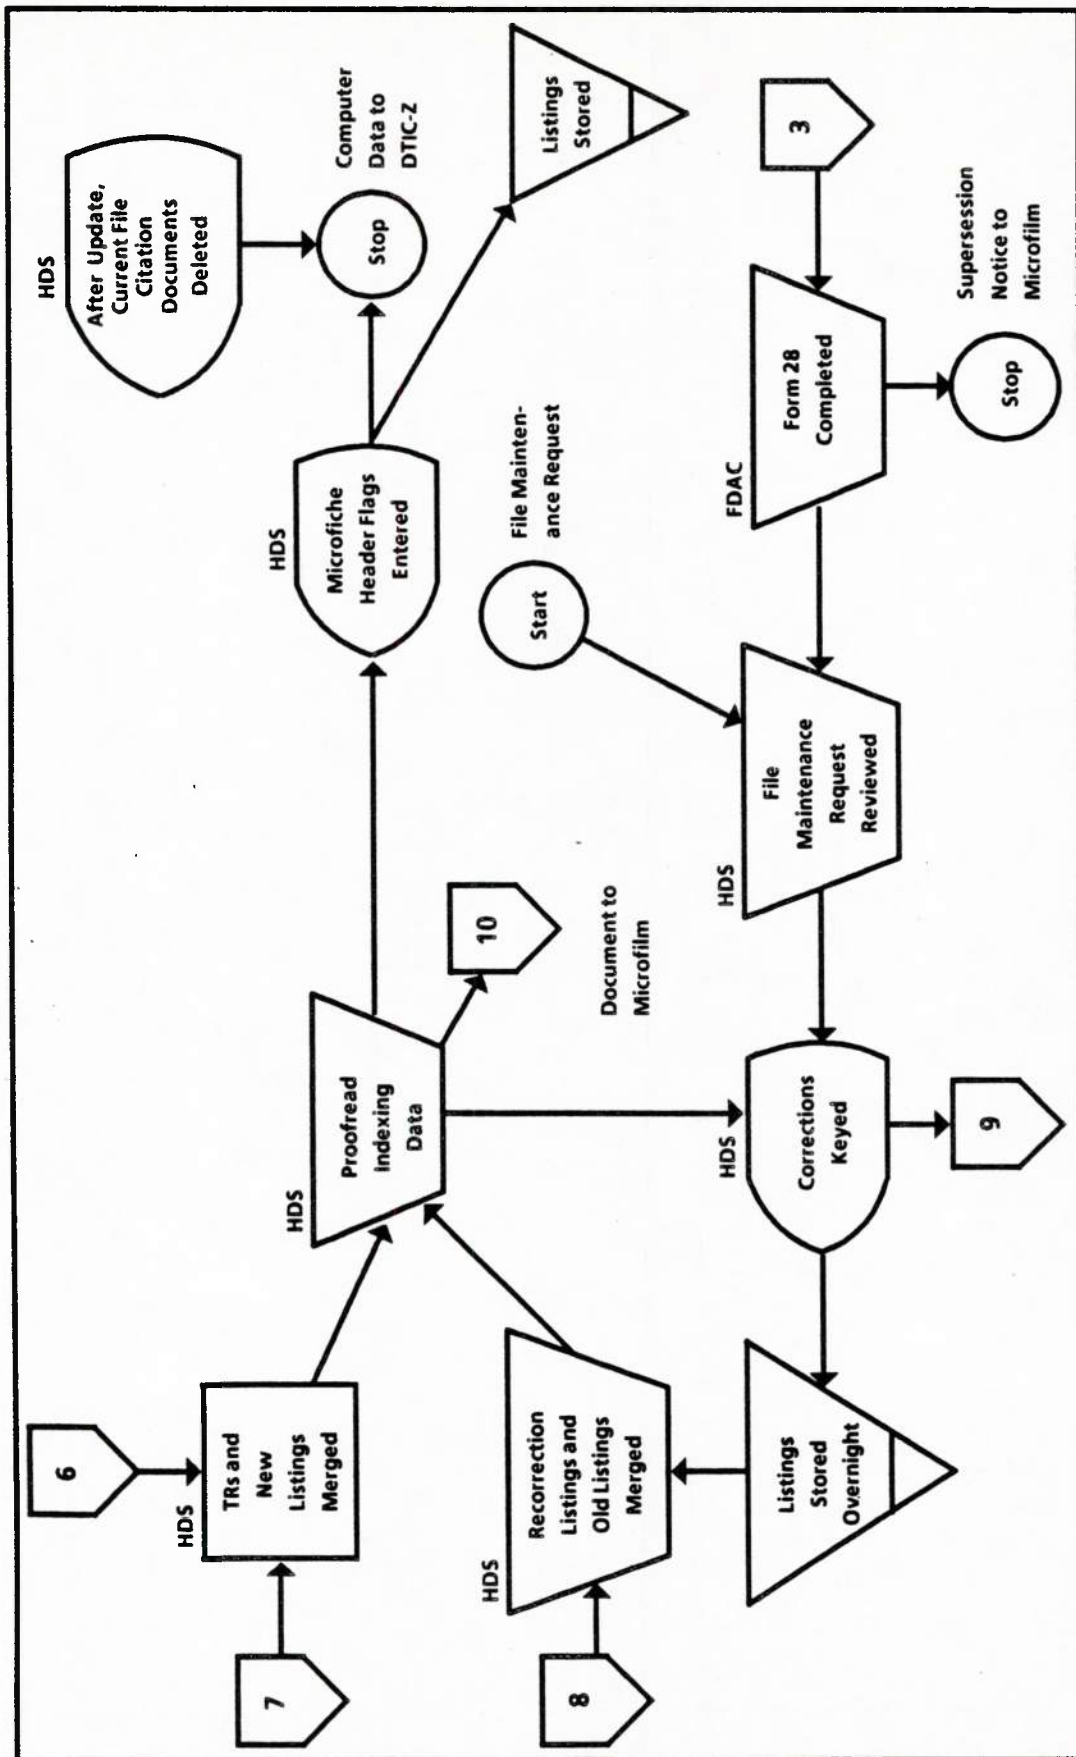 6
HDS
TRs and
New
Listings
Merged
7
HDS
Proofread
Indexing
Data
10
Document to
Microfilm
HDS
Microfiche
Header Flags
Entered
HDS
After Update,
Current File
Citation
Documents
Deleted
Stop
Computer
Data to
DTIC-Z
Listings
Stored
8
HDS
Recorrection
Listings and
Old Listings
Merged
Start
File Mainten-
ance Request
Listings
Stored
Overnight
HDS
Corrections
Keyed
9
HDS
File
Maintenance
Request
Reviewed
FDAC
Form 28
Completed
3
Stop
Supersession
Notice to
Microfilm